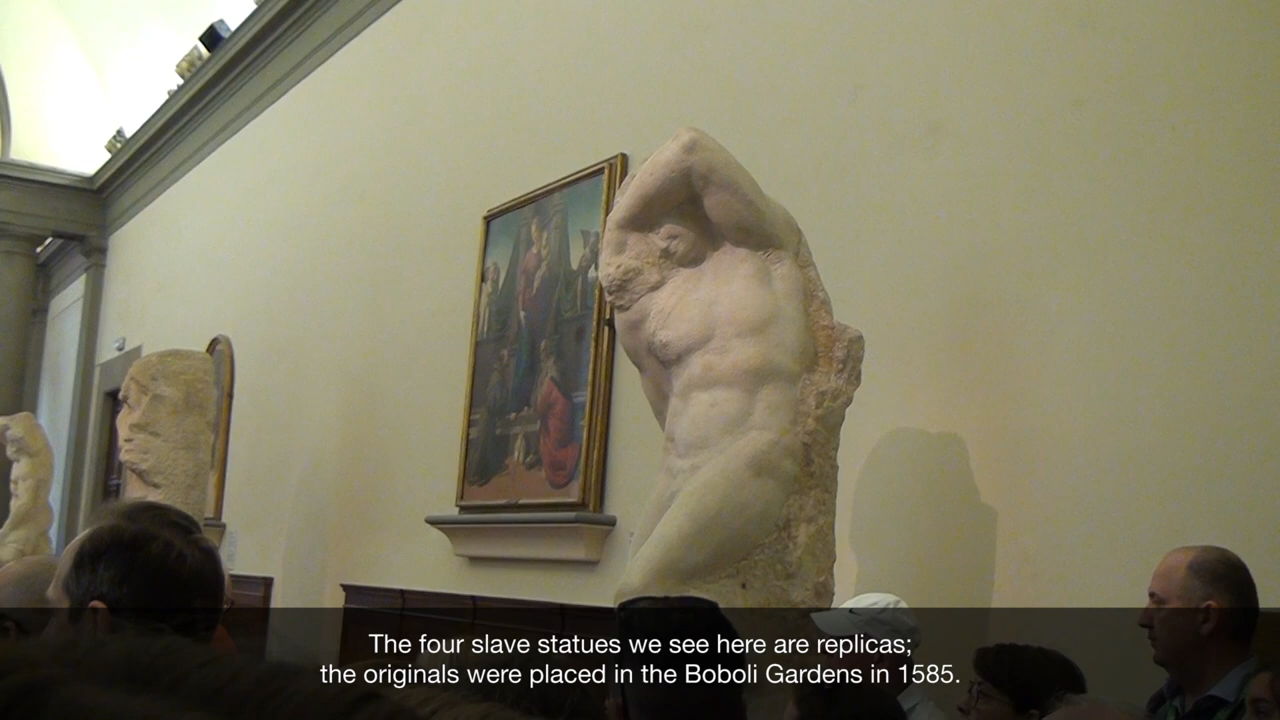 The four slave statues we see here are replicas;
the originals were placed in the Boboli Gardens in 1585.